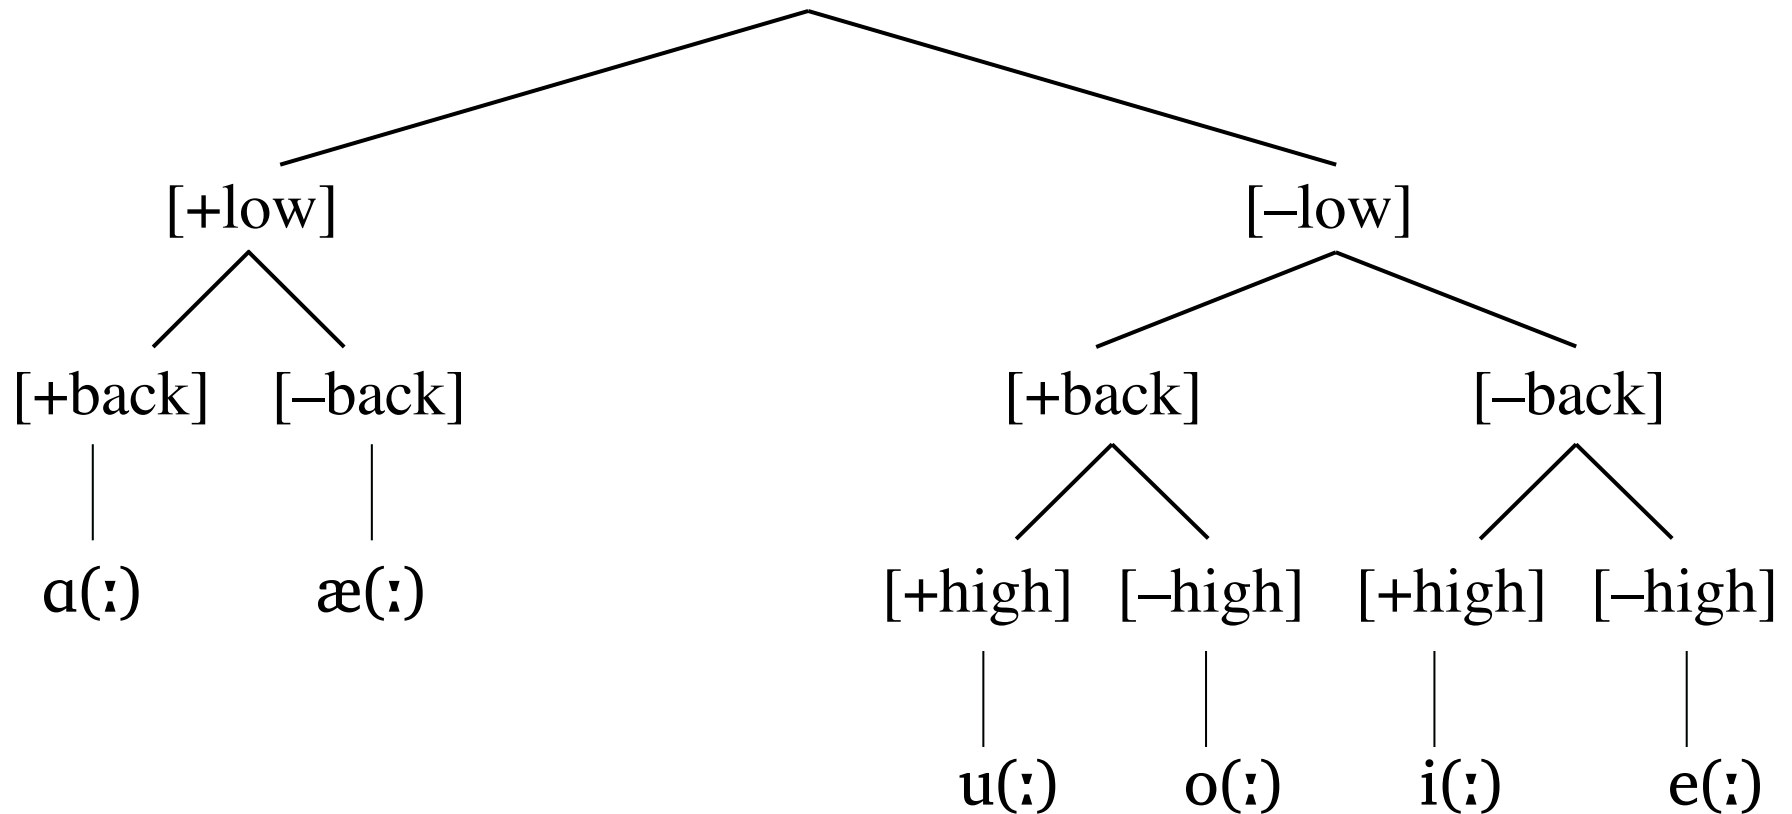 [+low] [–low]
[+back] [–back] [+back] [–back]
ɑ(ː) æ(ː) [+high] [–high] [+high] [–high]
u(ː) o(ː) i(ː) e(ː)